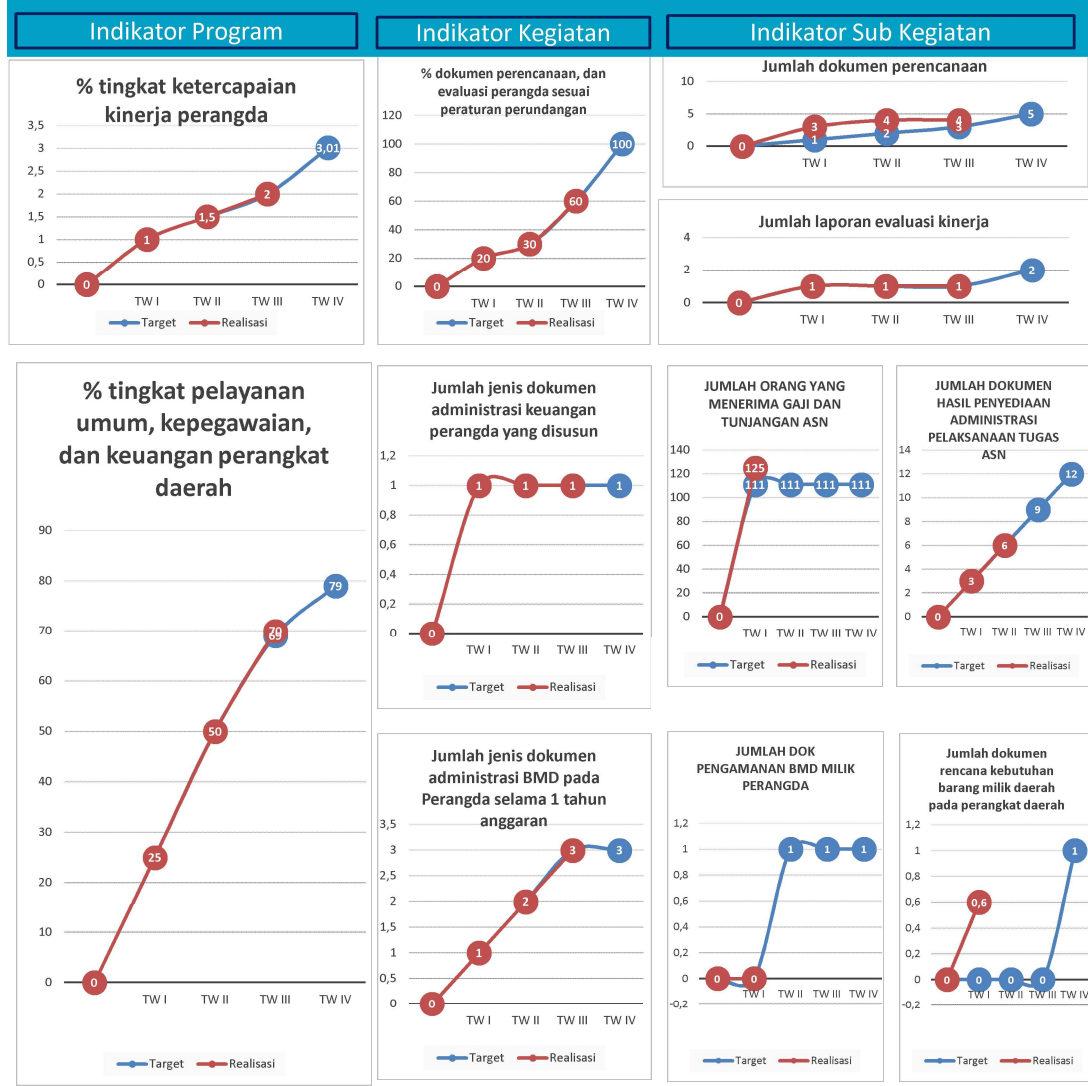 Indikator Program
Indikator Kegiatan
Indikator Sub Kegiatan
% tingkat ketercapaian
kinerja perangda
3,5
3
2,5
2
1,5
1
0,5
0
0
1
1,5
2
3,01
TW I
TW II
TW III
TW IV
Target
Realisasi
% dokumen perencanaan, dan
evaluasi perangda sesuai
peraturan perundangan
120
100
80
60
40
20
0
0
20
30
60
100
TW I
TW II
TW III
TW IV
Target
Realisasi
Jumlah dokumen perencanaan
10
5
0
0
3
4
4
1
2
3
5
TW I
TW II
TW III
TW IV
Jumlah laporan evaluasi kinerja
4
2
0
0
1
1
1
2
TW I
TW II
TW III
TW IV
% tingkat pelayanan
umum, kepegawaian,
dan keuangan perangkat
daerah
90
80
70
60
50
40
30
20
10
0
0
25
50
70
69
79
TW I
TW II
TW III
TW IV
Target
Realisasi
Jumlah jenis dokumen
administrasi keuangan
perangda yang disusun
1,2
1
0,8
0,6
0,4
0,2
0
0
1
1
1
1
TW I
TW II
TW III
TW IV
Target
Realisasi
JUMLAH ORANG YANG
MENERIMA GAJI DAN
TUNJANGAN ASN
140
120
100
80
60
40
20
0
0
125
111
111
111
111
TW I
TW II
TW III
TW IV
Target
Realisasi
JUMLAH DOKUMEN
HASIL PENYEDIAAN
ADMINISTRASI
PELAKSANAAN TUGAS
ASN
14
12
10
8
6
4
2
0
0
3
6
9
12
TW I
TW II
TW III
TW IV
Target
Realisasi
Jumlah jenis dokumen
administrasi BMD pada
Perangda selama 1 tahun
anggaran
3,5
3
2,5
2
1,5
1
0,5
0
0
1
2
3
3
TW I
TW II
TW III
TW IV
Target
Realisasi
JUMLAH DOK
PENGAMANAN BMD MILIK
PERANGDA
1,2
1
0,8
0,6
0,4
0,2
0
-0,2
0
0
1
1
1
TW I
TW II
TW III
TW IV
Target
Realisasi
Jumlah dokumen
rencana kebutuhan
barang milik daerah
pada perangkat daerah
1,2
1
0,8
0,6
0,4
0,2
0
-0,2
0
0,6
0
0
0
1
TW I
TW II
TW III
TW IV
Target
Realisasi